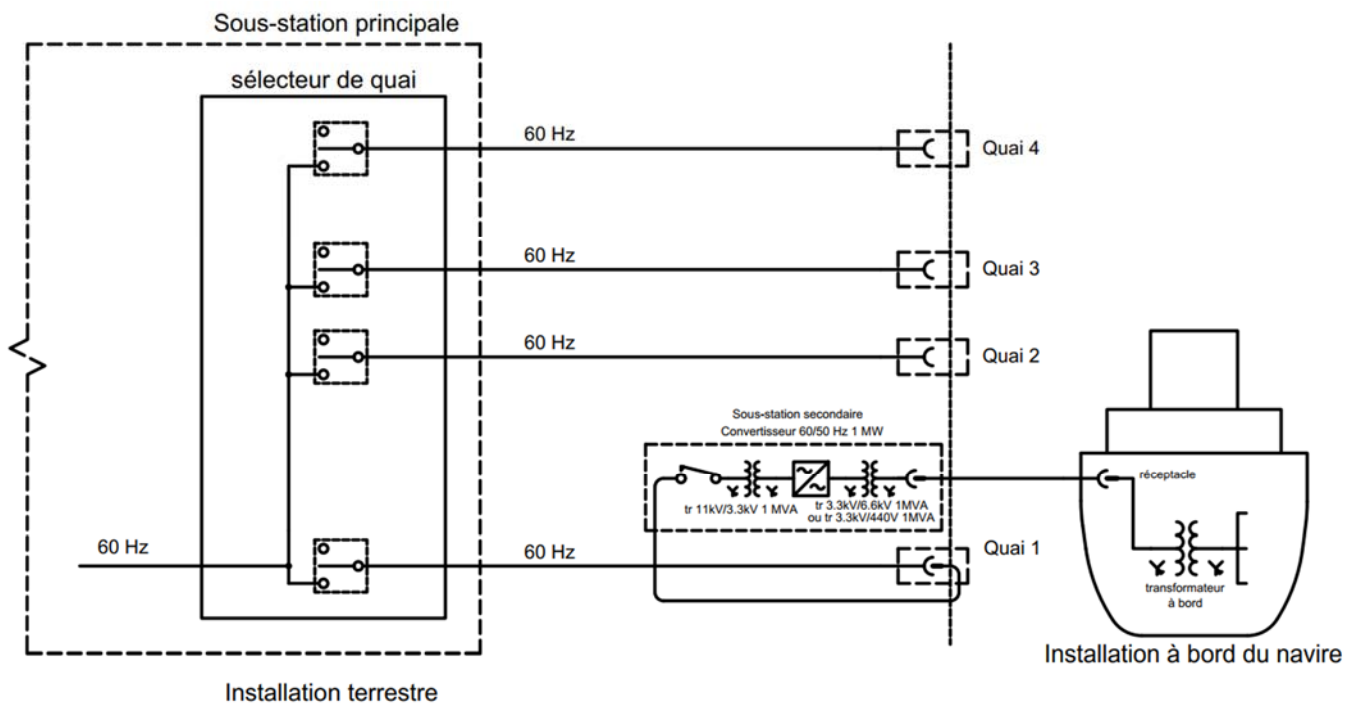 Sous-station principale
sélecteur de quai
60 Hz
Quai 4
60 Hz
Quai 3
60 Hz
Quai 2
Sous-station secondaire
Convertisseur 60/50 Hz 1 MW
tr 11kV/3.3kV 1 MVA
tr 3.3kV/6.6kV 1MVA
ou tr 3.3kV/440V 1MVA
réceptacle
60 Hz
60 Hz
Quai 1
transformateur
à bord
Installation à bord du navire
Installation terrestre